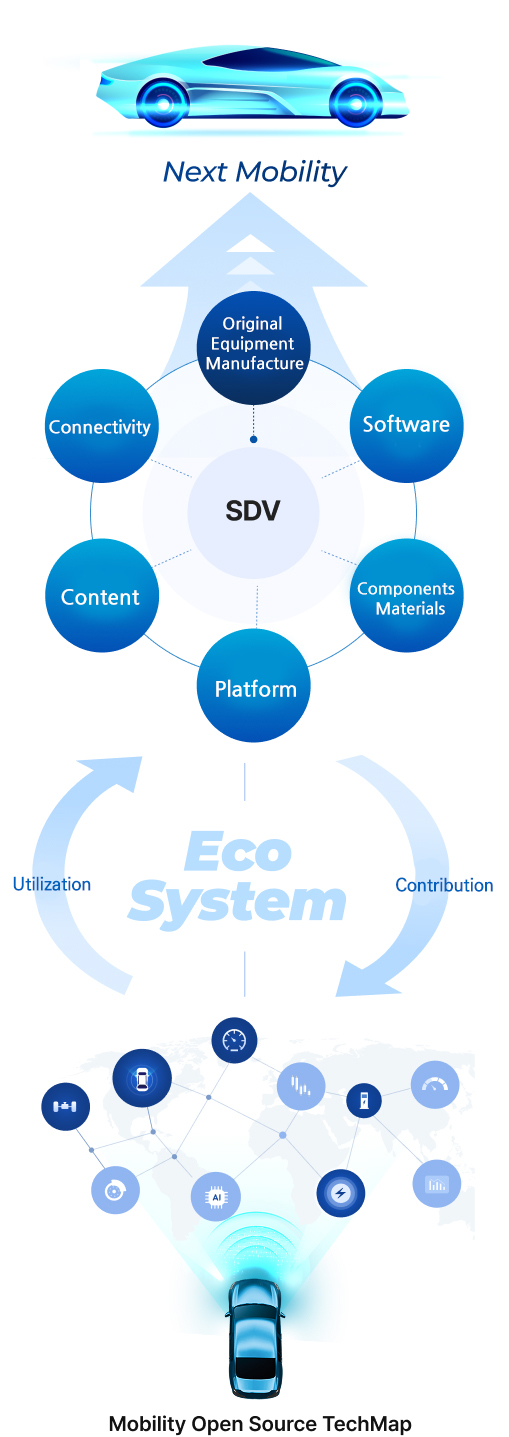 Next Mobility
Original
Equipment
Manufacture
Connectivity
Software
SDV
Content
Components
Materials
Platform
Eco
System
Utilization
Contribution
AI
Mobility Open Source TechMap